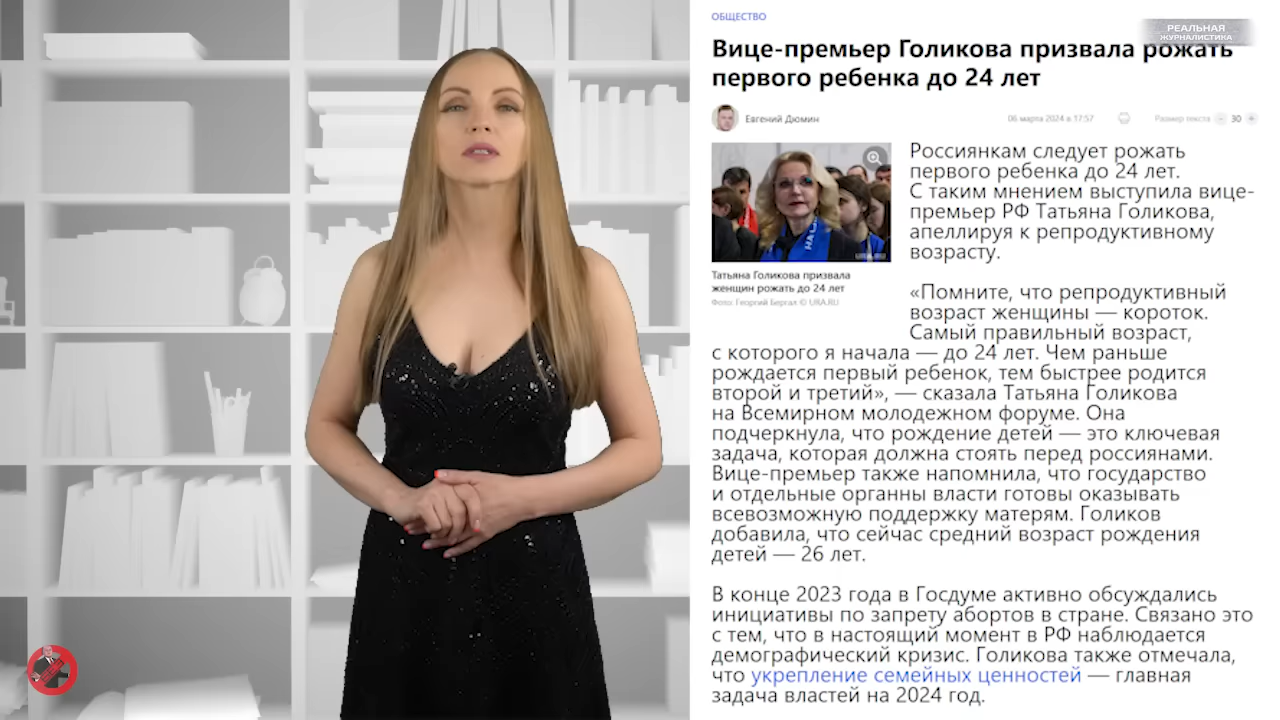 ОБЩЕСТВО
РЕАЛЬНАЯ
ЖУРНАЛИСТИКА
Вице-премьер Голикова призвала рожать
первого ребенка до 24 лет
Евгений Дюмин
06 марта 2024 в 17:57
Размер текста - 30 +
Россиянкам следует рожать
первого ребенка до 24 лет.
С таким мнением выступила вице-
премьер РФ Татьяна Голикова,
апеллируя к репродуктивному
возрасту.
URA.RU
Татьяна Голикова призвала
женщин рожать до 24 лет
Фото: Георгий Бергал © URA.RU
«Помните, что репродуктивный
возраст женщины — короток.
Самый правильный возраст,
с которого я начала — до 24 лет. Чем раньше
рождается первый ребенок, тем быстрее родится
второй и третий», — сказала Татьяна Голикова
на Всемирном молодежном форуме. Она
подчеркнула, что рождение детей — это ключевая
задача, которая должна стоять перед россиянами.
Вице-премьер также напомнила, что государство
и отдельные органны власти готовы оказывать
всевозможную поддержку матерям. Голиков
добавила, что сейчас средний возраст рождения
детей — 26 лет.
В конце 2023 года в Госдуме активно обсуждались
инициативы по запрету абортов в стране. Связано это
с тем, что в настоящий момент в РФ наблюдается
демографический кризис. Голикова также отмечала,
что укрепление семейных ценностей — главная
задача властей на 2024 год.